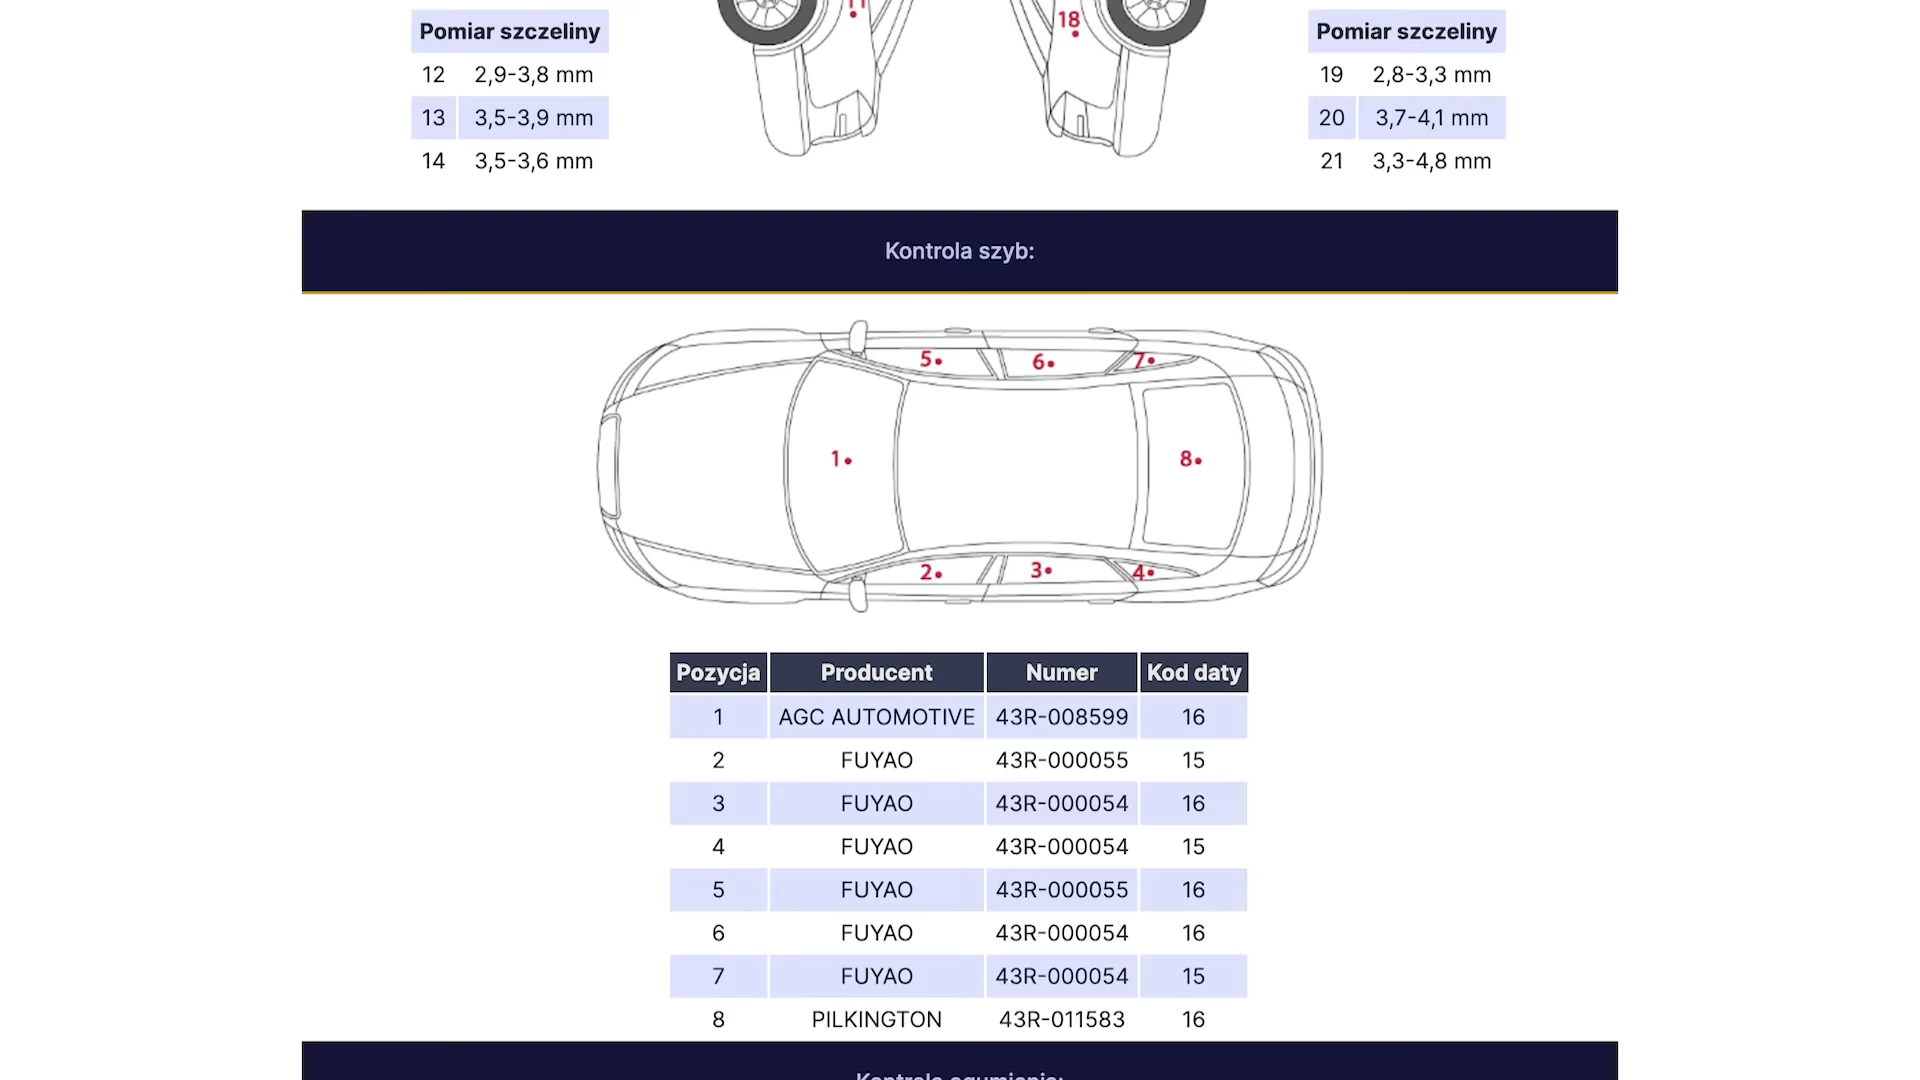 Pomiar szczeliny
12 2,9-3,8 mm
13 3,5-3,9 mm
14 3,5-3,6 mm
18
Pomiar szczeliny
19 2,8-3,3 mm
20 3,7-4,1 mm
21 3,3-4,8 mm
Kontrola szyb:
5 6 7
1 8
2 3 4
Pozycja Producent Numer Kod daty
1 AGC AUTOMOTIVE 43R-008599 16
2 FUYAO 43R-000055 15
3 FUYAO 43R-000054 16
4 FUYAO 43R-000054 15
5 FUYAO 43R-000055 16
6 FUYAO 43R-000054 16
7 FUYAO 43R-000054 15
8 PILKINGTON 43R-011583 16